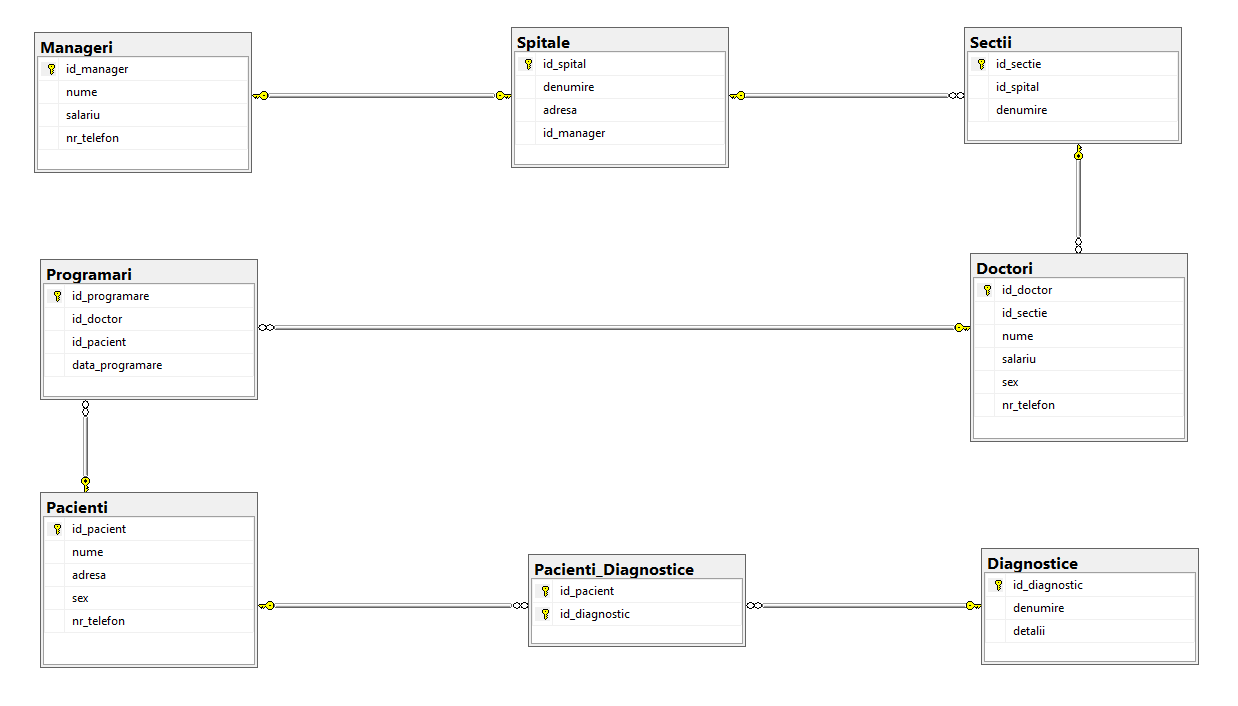 Manageri
id_manager
nume
salariu
nr_telefon
Spitale
id_spital
denumire
adresa
id_manager
Sectii
id_sectie
id_spital
denumire
Programari
id_programare
id_doctor
id_pacient
data_programare
Doctori
id_doctor
id_sectie
nume
salariu
sex
nr_telefon
Pacienti
id_pacient
nume
adresa
sex
nr_telefon
Pacienti_Diagnostice
id_pacient
id_diagnostic
Diagnostice
id_diagnostic
denumire
detalii